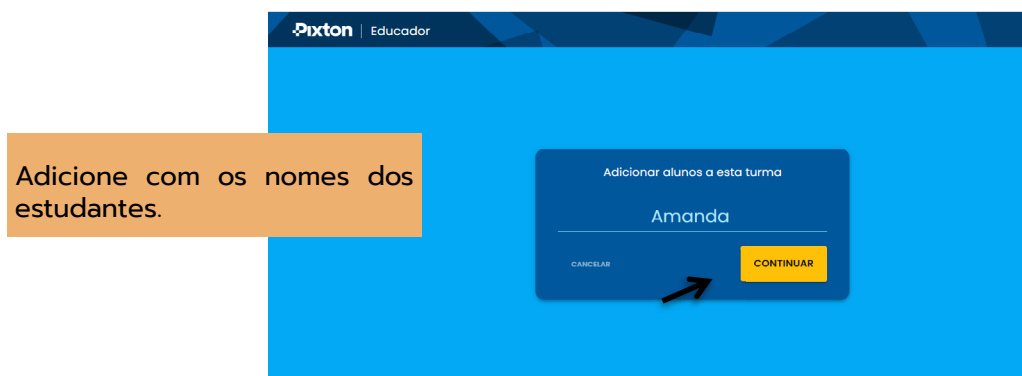 Pixton | Educador
Adicione com os nomes dos
estudantes.
Adicionar alunos a esta turma
Amanda
CANCELAR
CONTINUAR